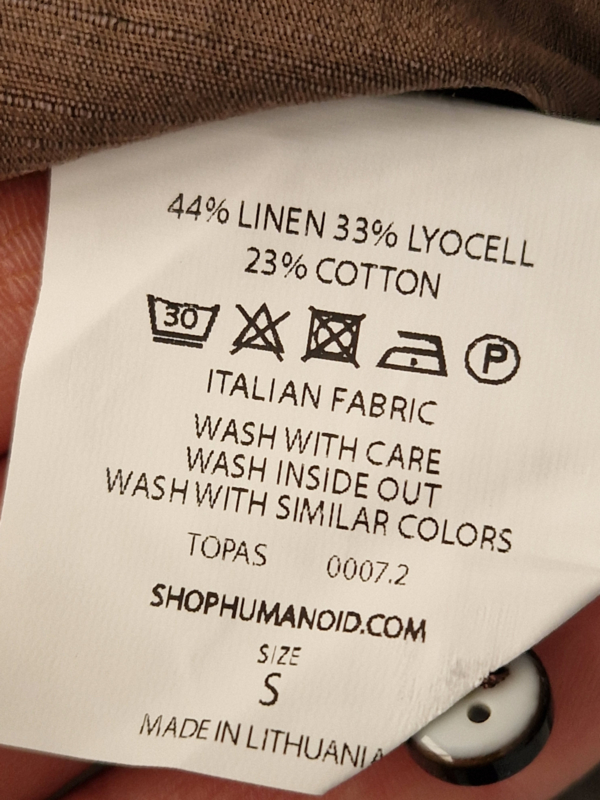 44% LINEN 33% LYOCELL
23% COTTON
30 P
ITALIAN FABRIC
WASH WITH CARE
WASH INSIDE OUT
WASH WITH SIMILAR COLORS
TOPAS 0007.2
SHOPHUMANOID.COM
SIZE
S
MADE IN LITHUANIA